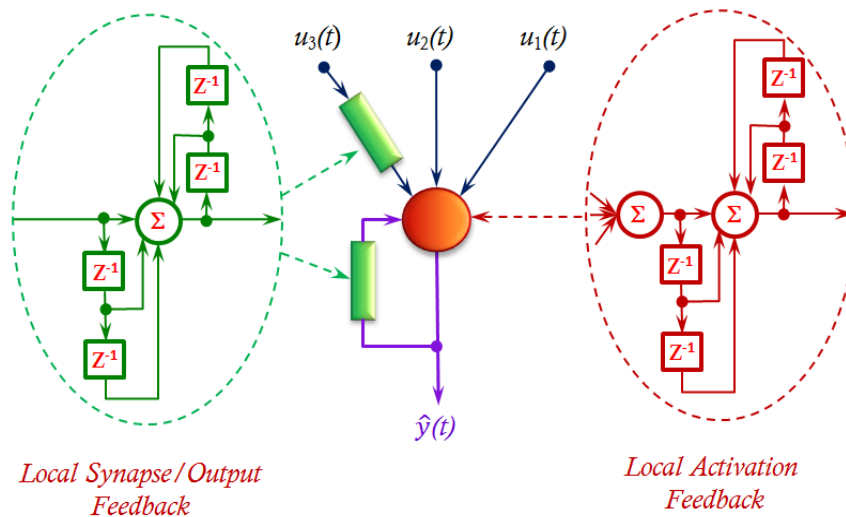 u₃(t) u₂(t) u₁(t)
Z⁻¹
Z⁻¹
Σ
Z⁻¹
Z⁻¹
Z⁻¹
Z⁻¹
Σ Σ
Z⁻¹
Z⁻¹
ŷ(t)
Local Synapse/Output
Feedback
Local Activation
Feedback